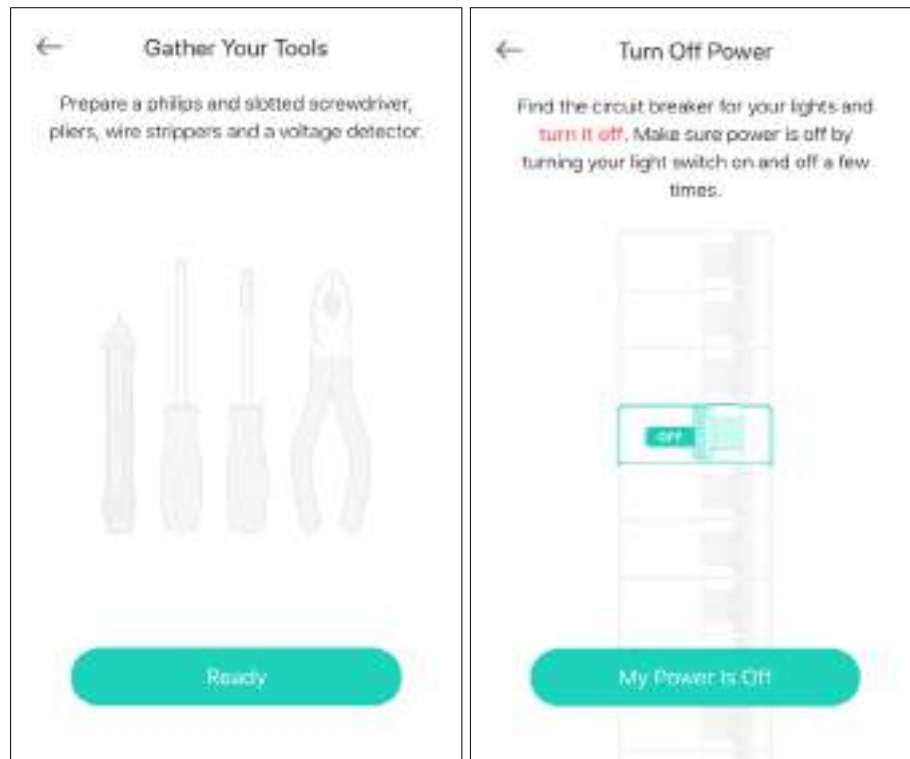 Gather Your Tools
Prepare a philips and slotted screwdriver,
pliers, wire strippers and a voltage detector.
Ready
Turn Off Power
Find the circuit breaker for your lights and
turn it off. Make sure power is off by
turning your light switch on and off a few
times.
OFF
My Power Is Off